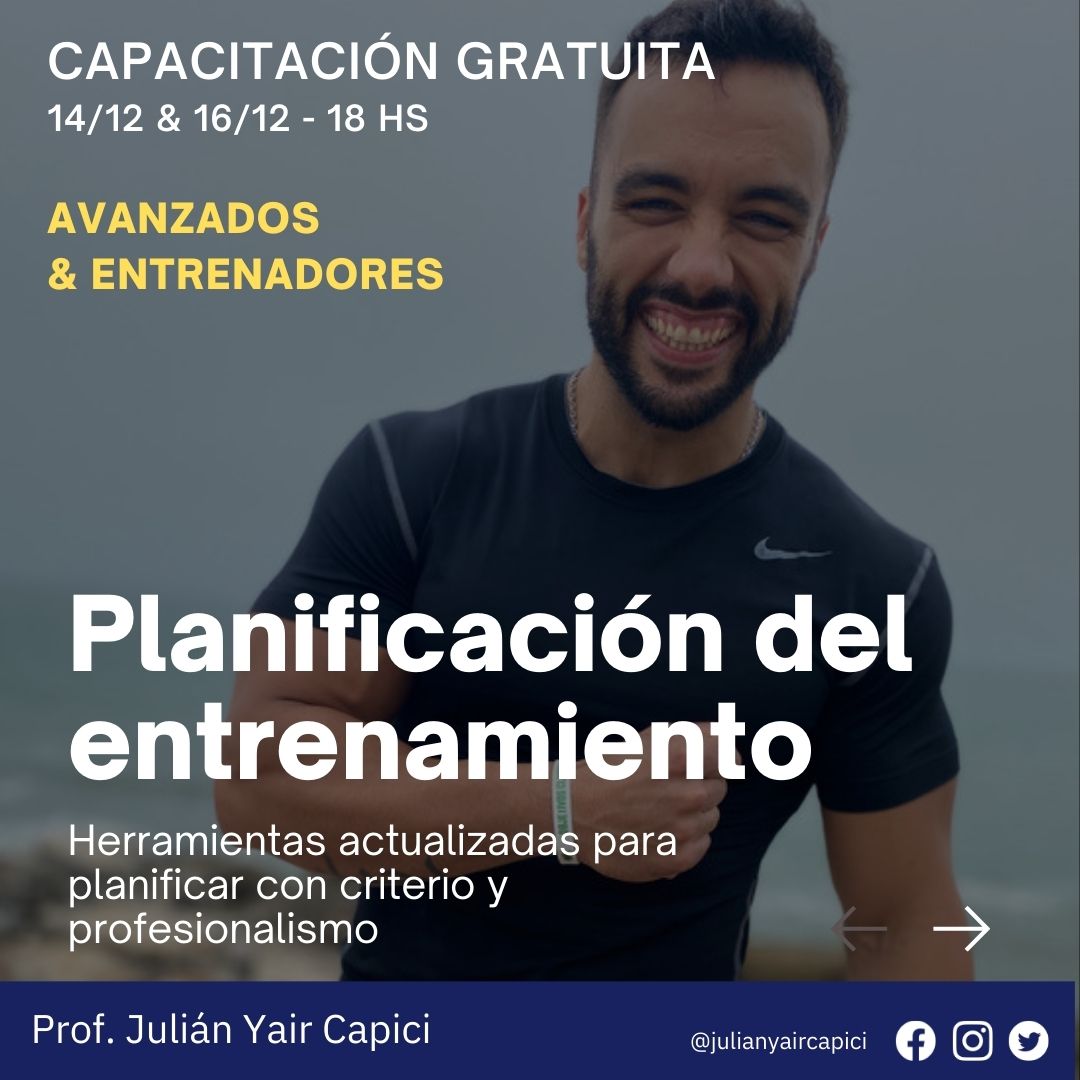 CAPACITACIÓN GRATUITA
14/12 & 16/12 - 18 HS
AVANZADOS
& ENTRENADORES
Planificación del
entrenamiento
Herramientas actualizadas para
planificar con criterio y
profesionalismo
Prof. Julián Yair Capici
@julianyaircapici